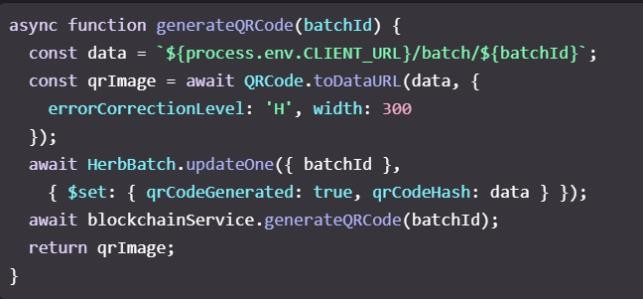 async function generateQRCode(batchId) {
  const data = `${process.env.CLIENT_URL}/batch/${batchId}`;
  const qrImage = await QRCode.toDataURL(data, {
    errorCorrectionLevel: 'H', width: 300
  });
  await HerbBatch.updateOne({ batchId },
    { $set: { qrCodeGenerated: true, qrCodeHash: data } });
  await blockchainService.generateQRCode(batchId);
  return qrImage;
}